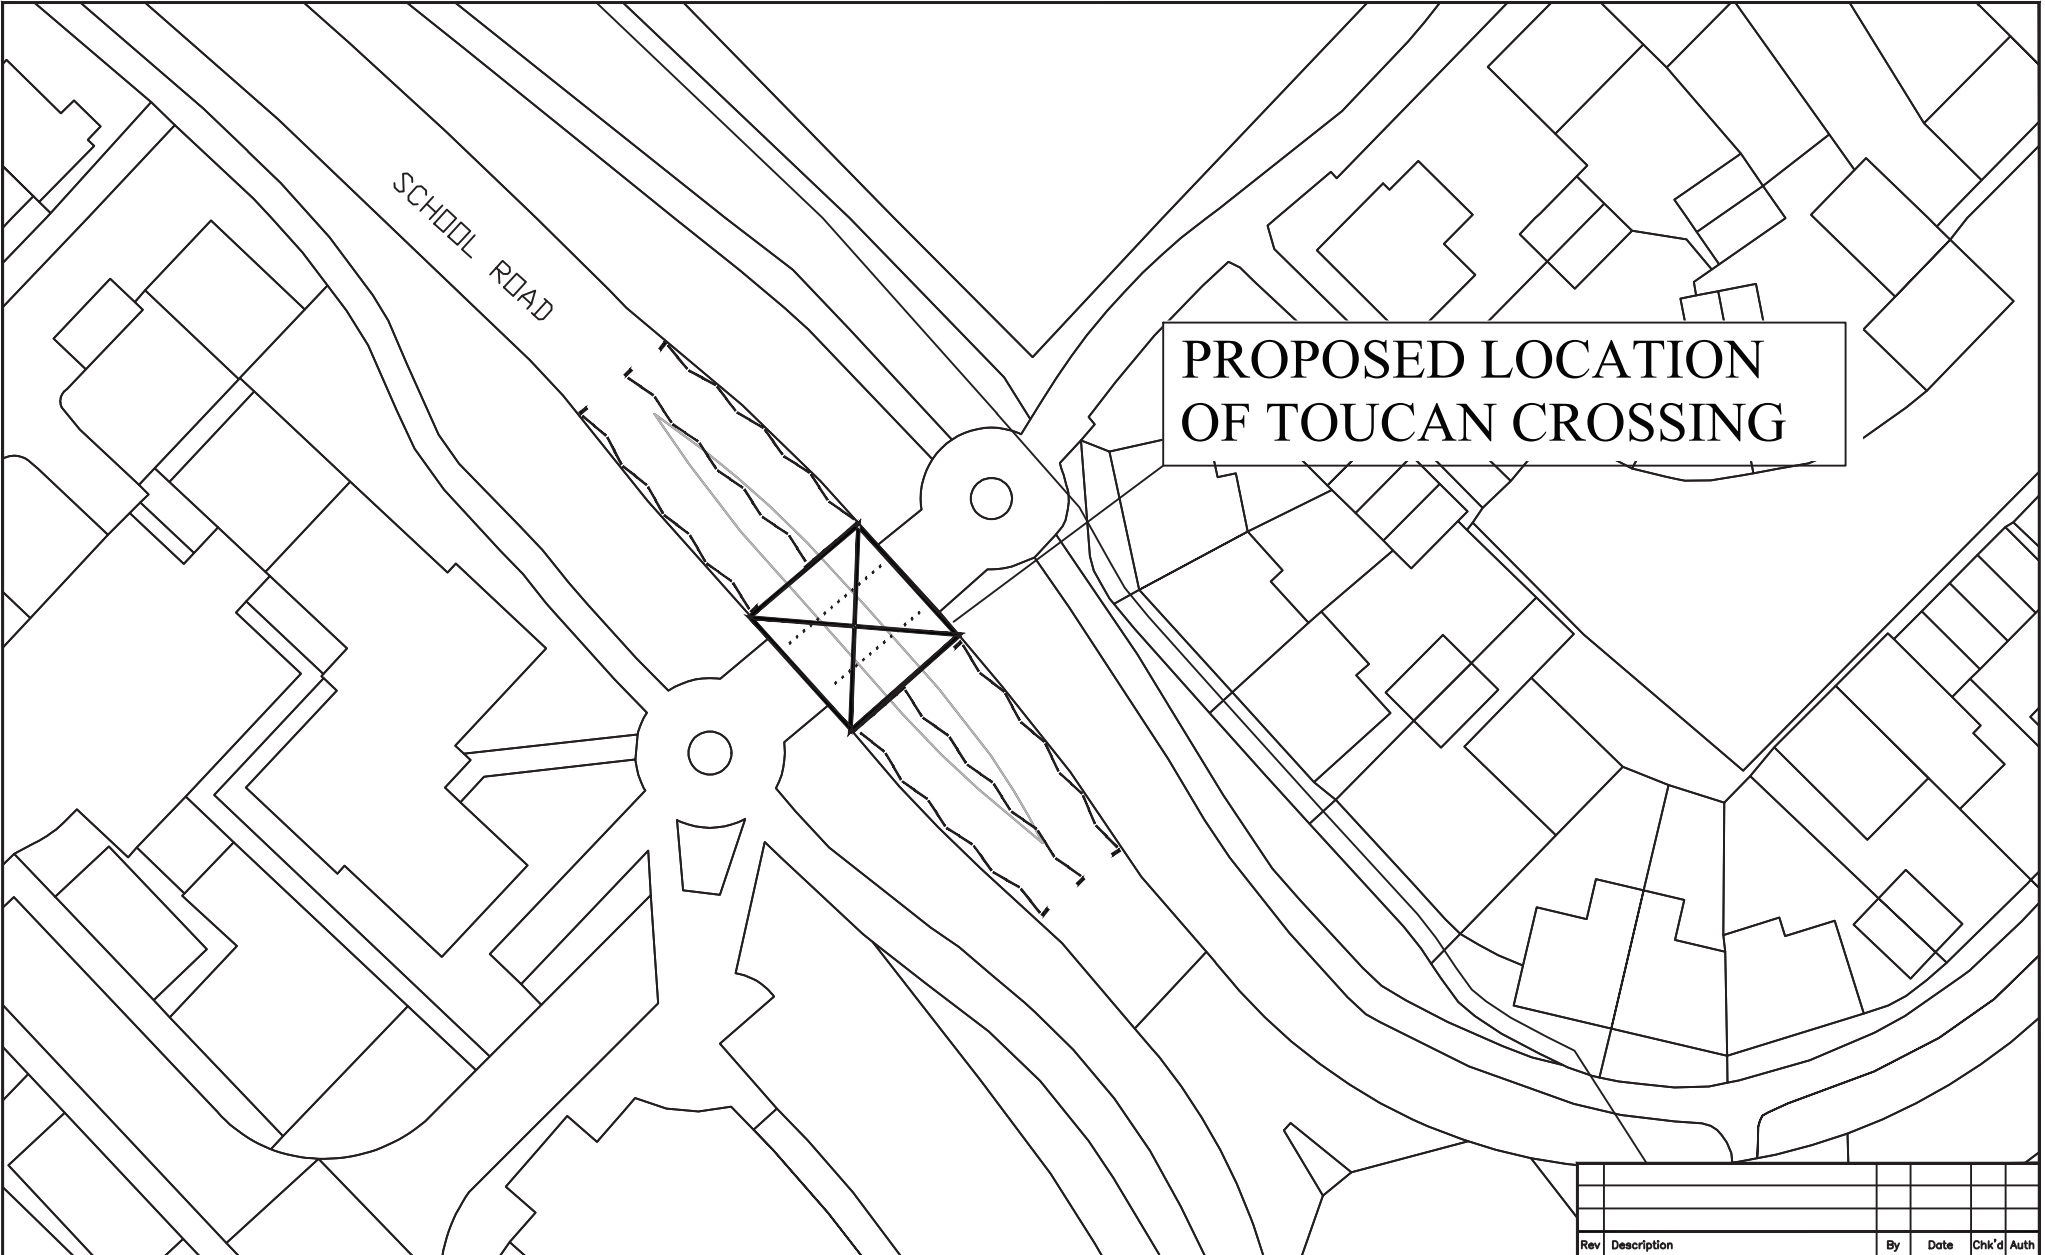 SCHOOL ROAD
PROPOSED LOCATION
OF TOUCAN CROSSING
Rev Description By Date Chk'd Auth